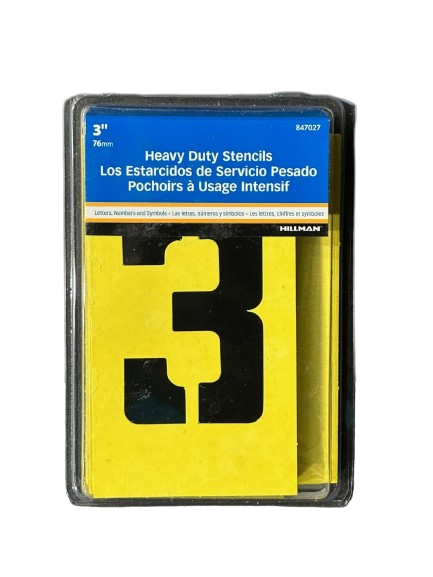 3" 847027
76mm
Heavy Duty Stencils
Los Estarcidos de Servicio Pesado
Pochoirs à Usage Intensif
Letters, Numbers and Symbols • Las letras, números y símbolos • Les lettres, chiffres et symboles
HILLMAN
3